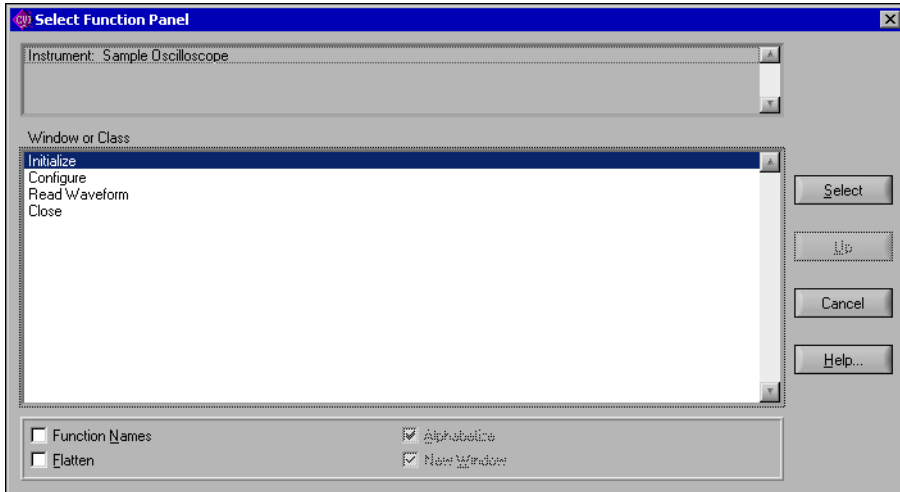 CVI Select Function Panel
Instrument: Sample Oscilloscope
Window or Class
Initialize
Configure
Read Waveform
Close
Select
Up
Cancel
Help...
Function Names
Alphabetize
Flatten
New Window